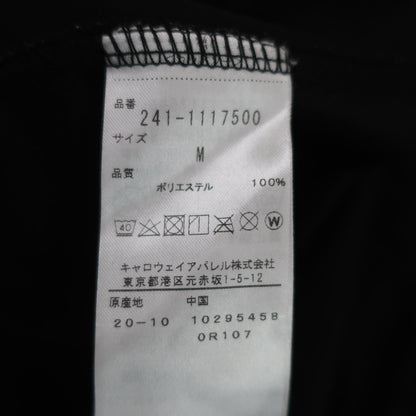 品番
241-1117500
サイズ
M
品質
ポリエステル 100%
40 W
キャロウェイアパレル株式会社
東京都港区元赤坂1-5-12
原産地 中国
20-10 10295458
0R107